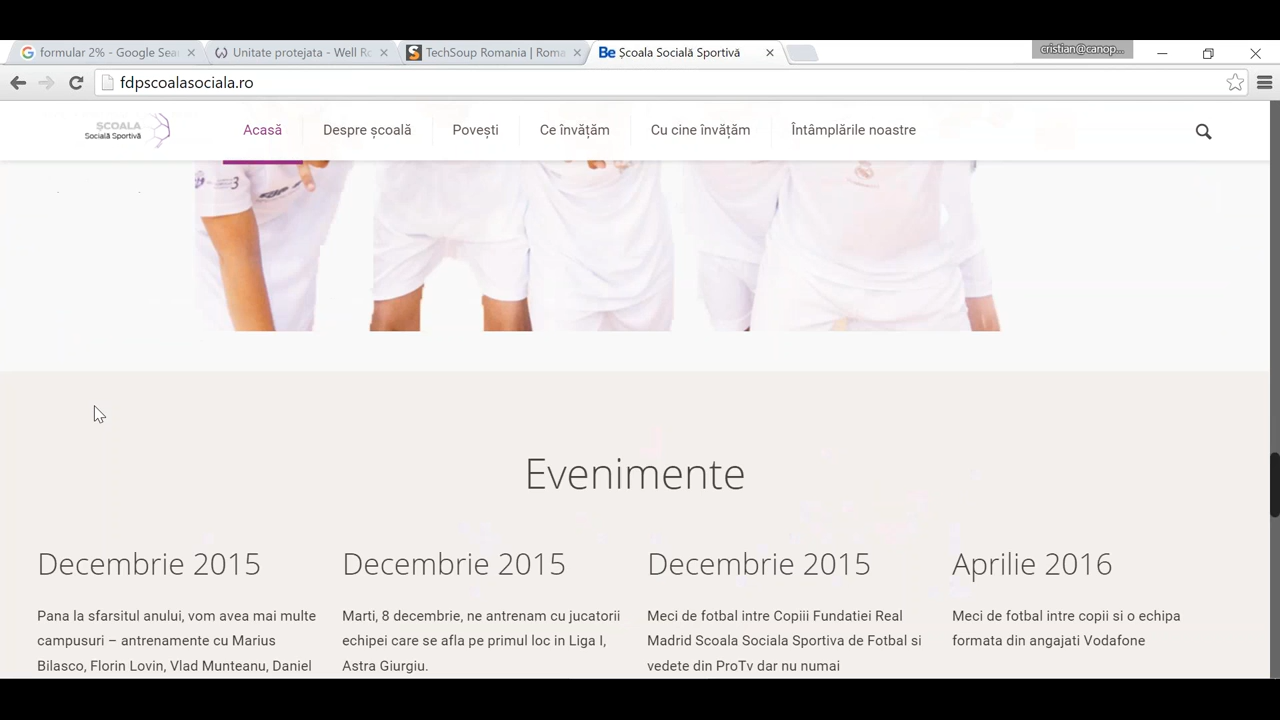 formular 2% - Google Sea
Unitate protejata - Well Ro
TechSoup Romania | Roma
Be Școala Socială Sportivă
cristian@canop...
fdpscoalasociala.ro
ȘCOALA
Socială Sportivă
Acasă
Despre școală
Povești
Ce învățăm
Cu cine învățăm
Întâmplările noastre
3
Evenimente
Decembrie 2015
Pana la sfarsitul anului, vom avea mai multe
campusuri – antrenamente cu Marius
Bilasco, Florin Lovin, Vlad Munteanu, Daniel
Decembrie 2015
Marti, 8 decembrie, ne antrenam cu jucatorii
echipei care se afla pe primul loc in Liga I,
Astra Giurgiu.
Decembrie 2015
Meci de fotbal intre Copiii Fundatiei Real
Madrid Scoala Sociala Sportiva de Fotbal si
vedete din ProTv dar nu numai
Aprilie 2016
Meci de fotbal intre copii si o echipa
formata din angajati Vodafone